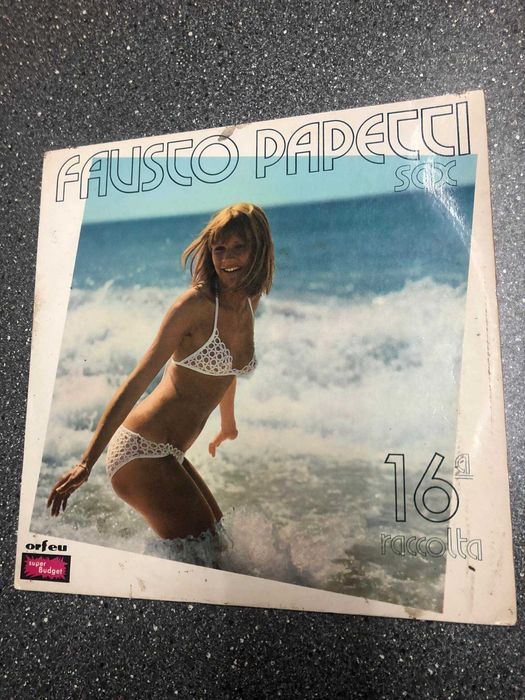 FAUSTO PAPETTI
sax
16a
raccolta
orfeu
super
Budget